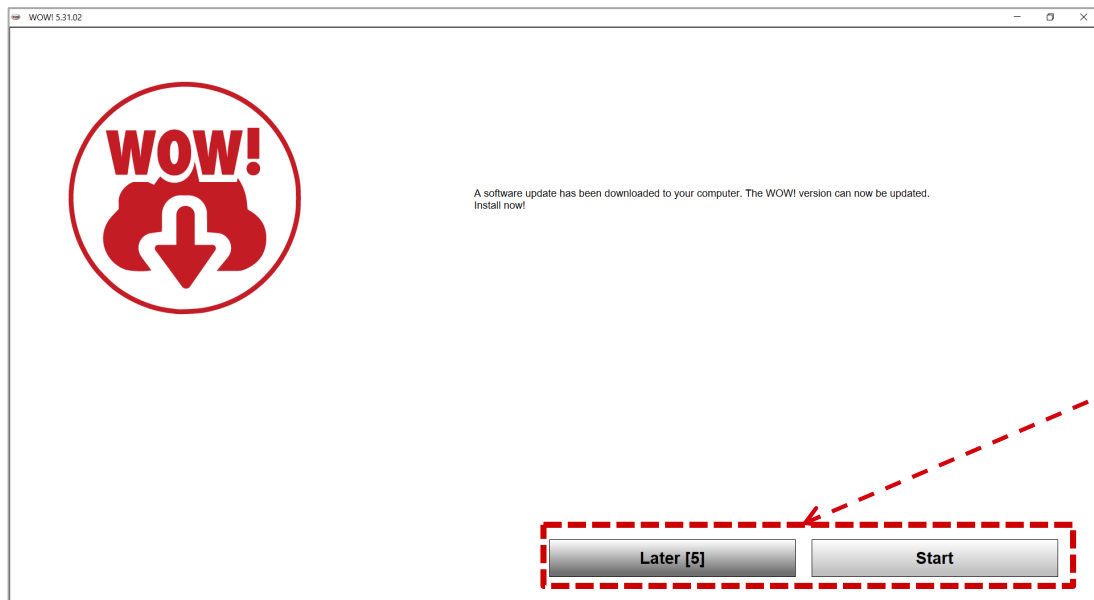 WOW! 5.31.02
WOW!
A software update has been downloaded to your computer. The WOW! version can now be updated.
Install now!
Later [5]
Start